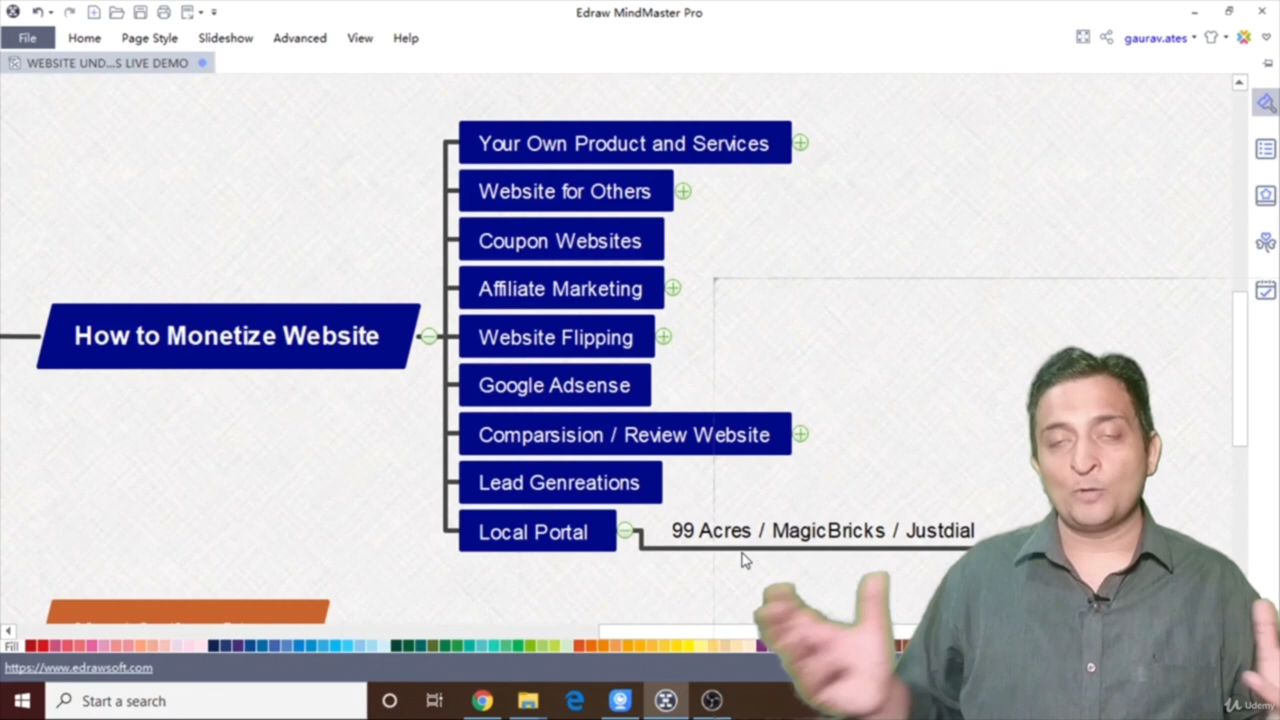 Edraw MindMaster Pro
File Home Page Style Slideshow Advanced View Help
gaurav.ates
WEBSITE UND...S LIVE DEMO
Your Own Product and Services
Website for Others
Coupon Websites
Affiliate Marketing
How to Monetize Website
Website Flipping
Google Adsense
Comparsision / Review Website
Lead Genreations
Local Portal
99 Acres / MagicBricks / Justdial
Fill
https://www.edrawsoft.com
Start a search
Udemy